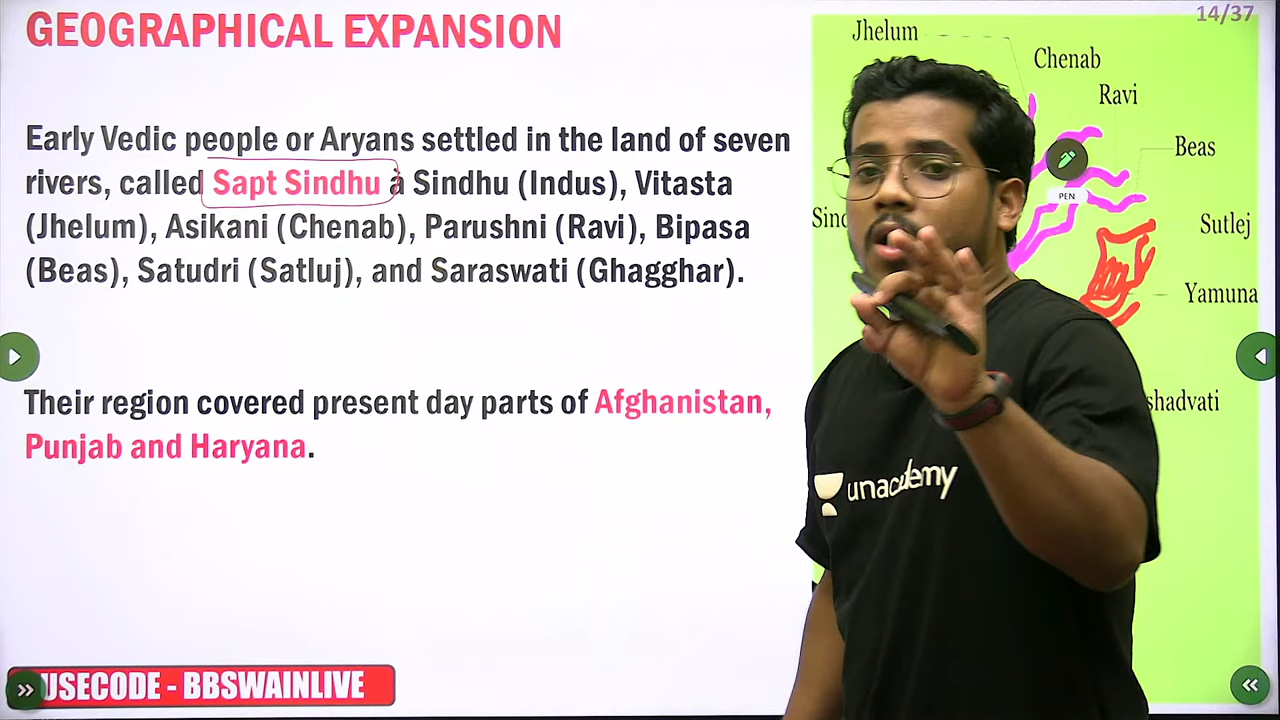 GEOGRAPHICAL EXPANSION
14/37
Early Vedic people or Aryans settled in the land of seven
rivers, called Sapt Sindhu à Sindhu (Indus), Vitasta
(Jhelum), Asikani (Chenab), Parushni (Ravi), Bipasa
(Beas), Satudri (Satluj), and Saraswati (Ghagghar).
Their region covered present day parts of Afghanistan,
Punjab and Haryana.
Jhelum
Chenab
Ravi
Beas
PEN
Sutlej
Yamuna
unacademy
USECODE - BBSWAINLIVE